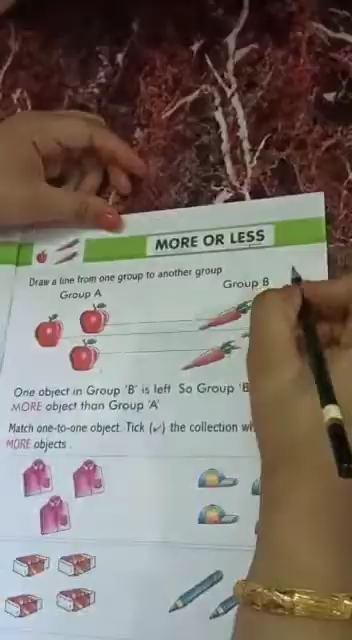 MORE OR LESS
Draw a line from one group to another group
Group A
Group B
One object in Group 'B' is left So Group 'B
MORE object than Group 'A'
Match one-to-one object. Tick (✓) the collection
MORE objects.